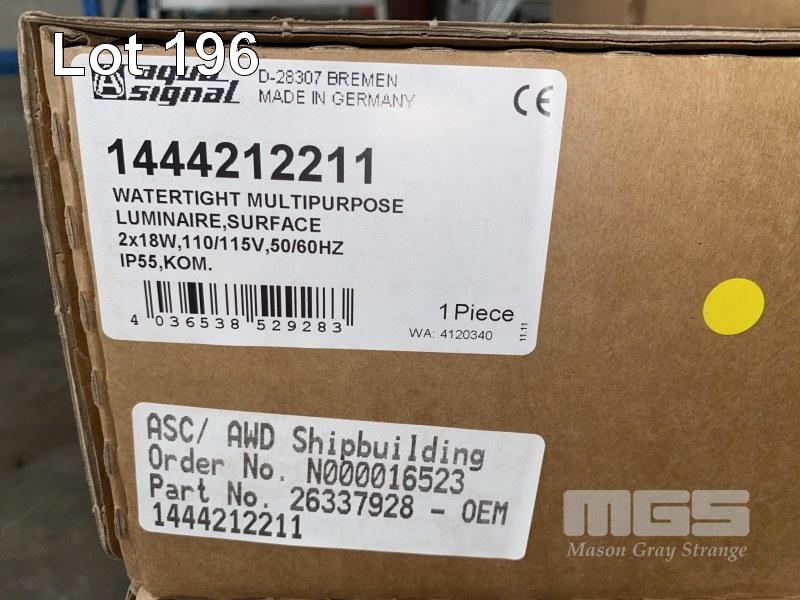 Lot 196
aqua signal
D-28307 BREMEN
MADE IN GERMANY
CE
1444212211
WATERTIGHT MULTIPURPOSE
LUMINAIRE,SURFACE
2x18W,110/115V,50/60HZ
IP55,KOM.
4 036538 529283
1 Piece
WA: 4120340
11.11
ASC/ AWD Shipbuilding
Order No. N000016523
Part No. 26337928 - OEM
1444212211
MGS
Mason Gray Strange